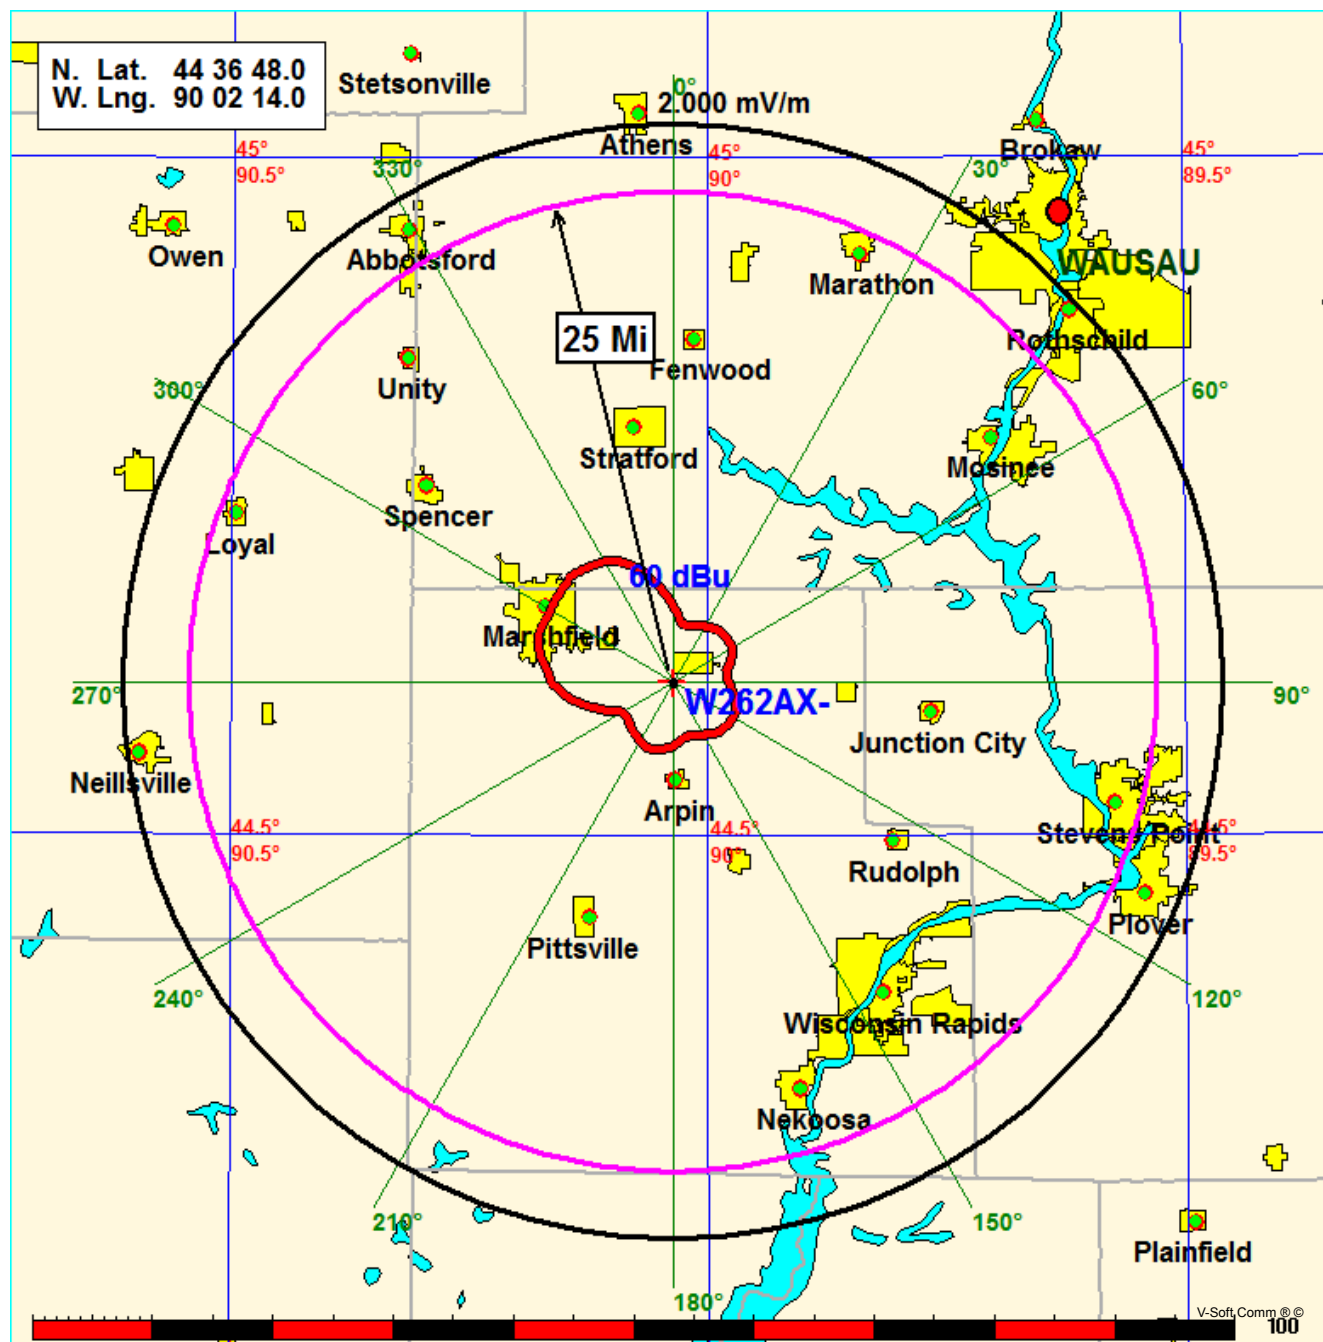 N. Lat. 44 36 48.0
W. Lng. 90 02 14.0
Stetsonville
0°
2.000 mV/m
Athens
Brokaw
45°
90.5°
330°
45°
90°
30°
45°
89.5°
Owen
Abbotsford
Marathon
WAUSAU
25 Mi
Rothschild
Fenwood
Unity
300°
60°
Stratford
Mosinee
Spencer
Loyal
60 dBu
Marshfield
270°
W262AX-
90°
Junction City
Neillsville
Arpin
44.5°
90.5°
44.5°
90°
Stevens Point
44.5°
89.5°
Rudolph
Plover
Pittsville
240°
120°
Wisconsin Rapids
Nekoosa
210°
150°
Plainfield
180°
V-Soft Comm ® ©
100